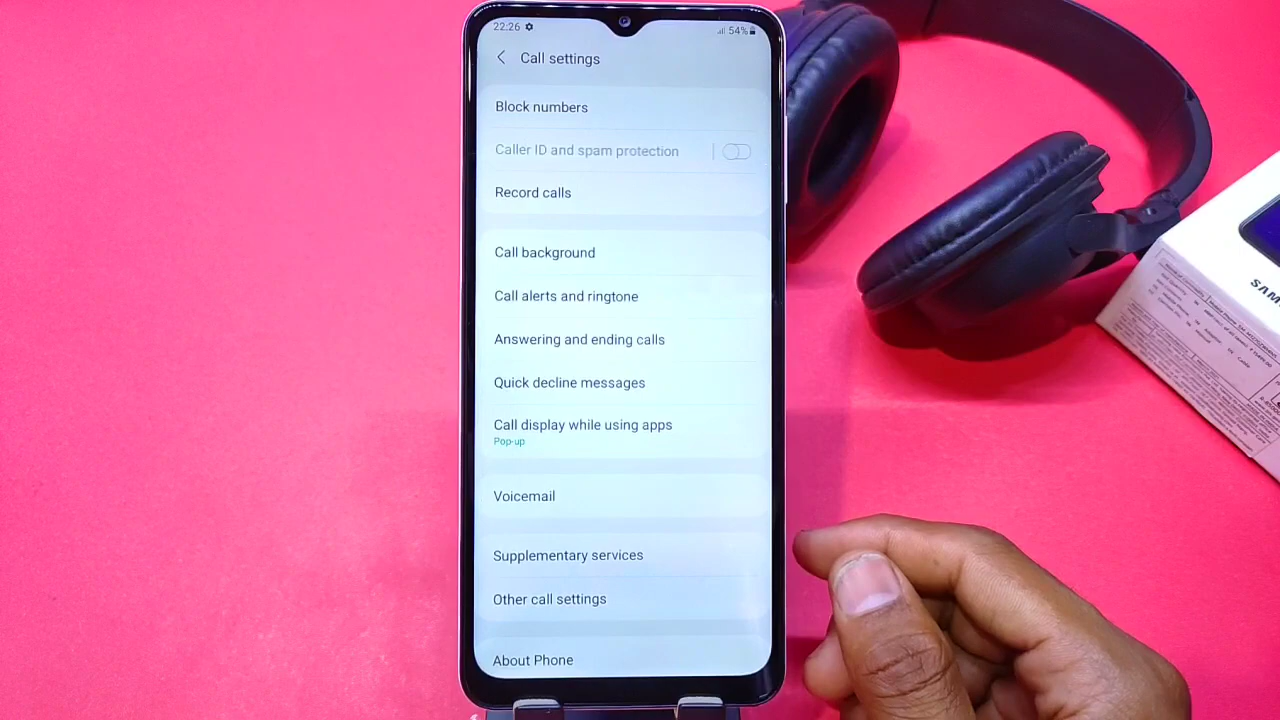 22:26
54%
Call settings
Block numbers
Caller ID and spam protection
Record calls
Call background
Call alerts and ringtone
Answering and ending calls
Quick decline messages
Call display while using apps
Pop-up
Voicemail
Supplementary services
Other call settings
About Phone
SAM